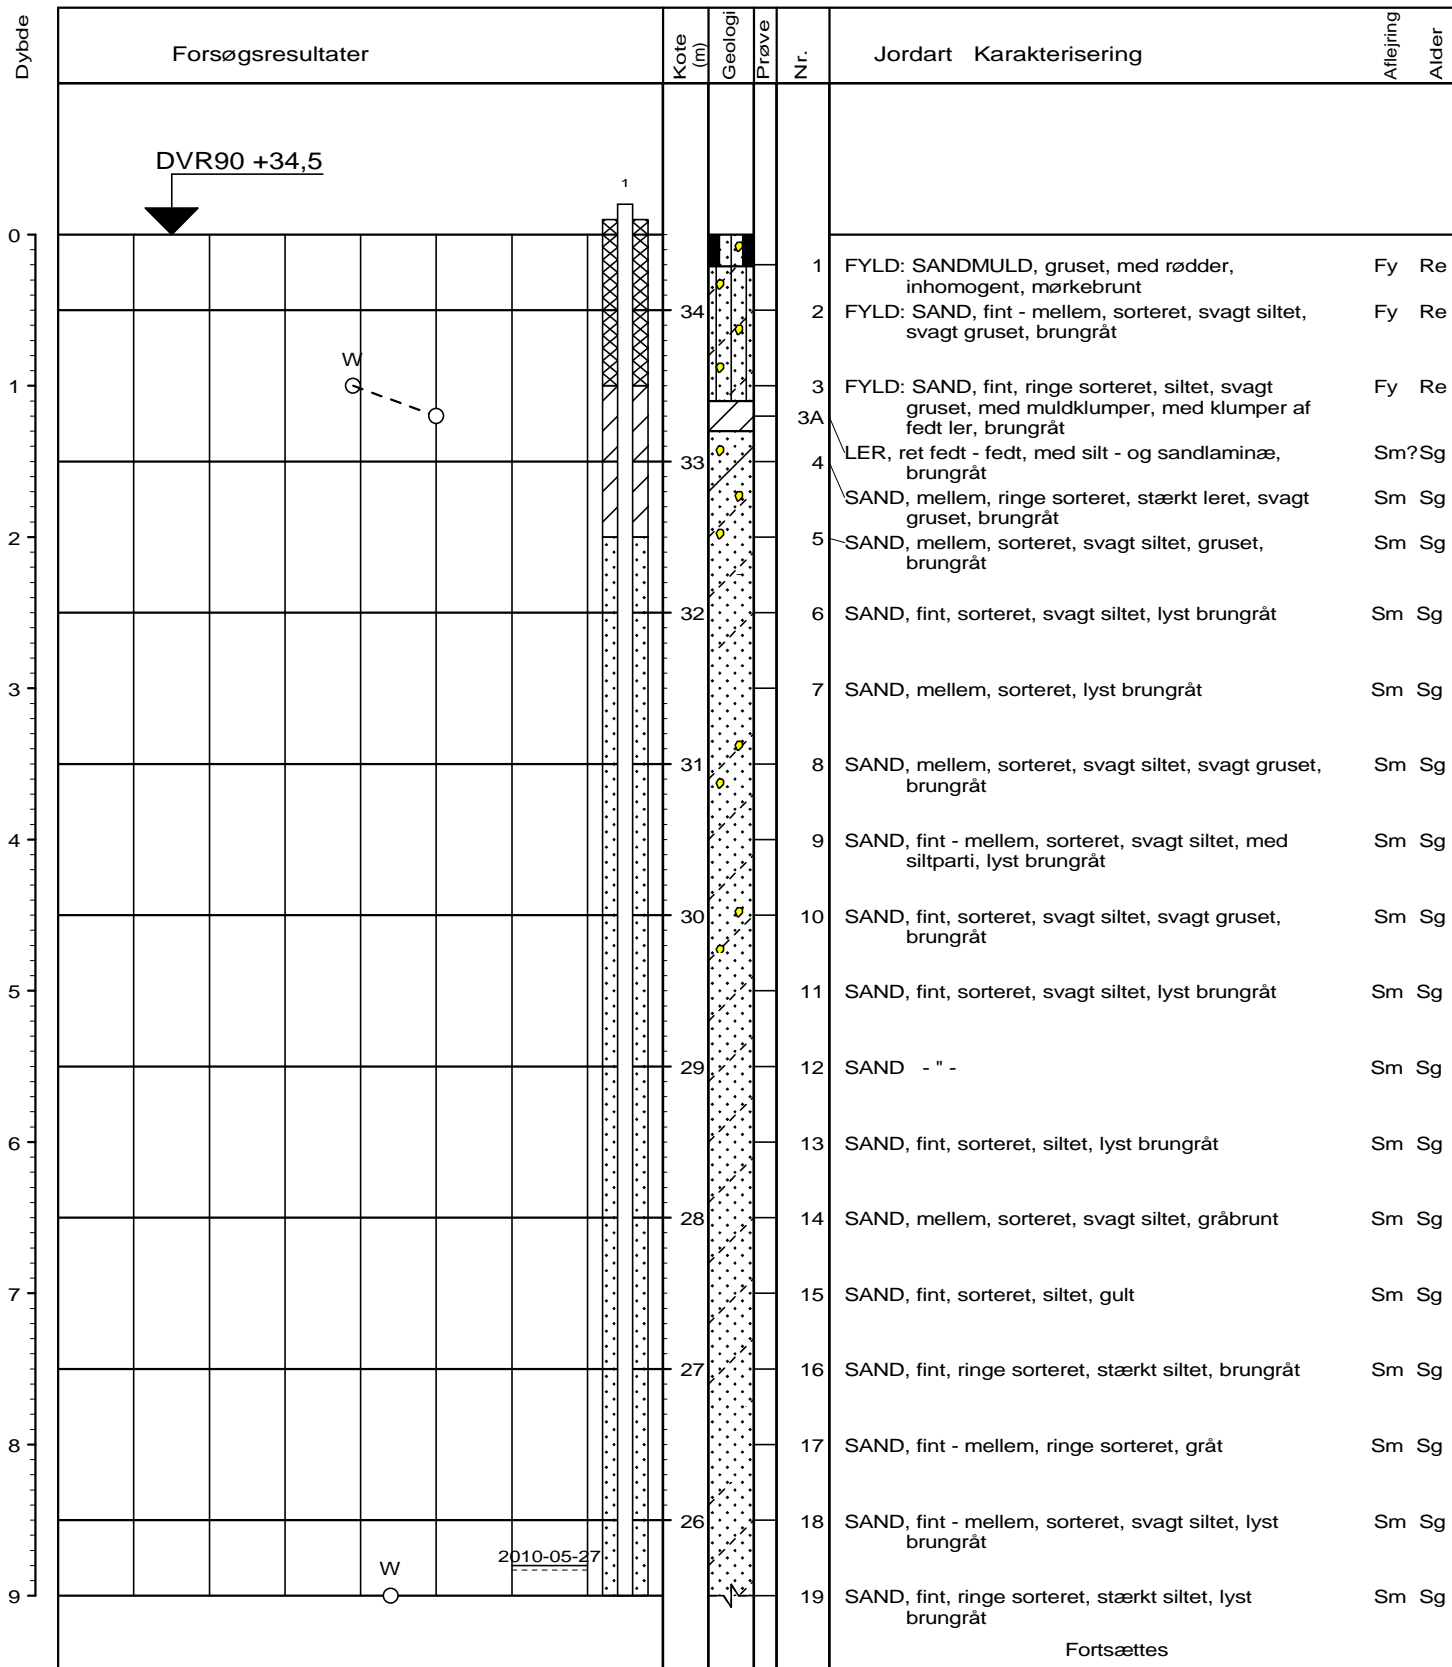 Dybde
Forsøgsresultater
Kote (m)
Geologi
Prøve
Nr.
Jordart Karakterisering
Aflejring
Alder
DVR90 +34,5
1
0
1 FYLD: SANDMULD, gruset, med rødder, Fy Re
inhomogent, mørkebrunt
34 2 FYLD: SAND, fint - mellem, sorteret, svagt siltet, Fy Re
svagt gruset, brungråt
W
1 3 FYLD: SAND, fint, ringe sorteret, siltet, svagt Fy Re
gruset, med muldklumper, med klumper af
3A
fedt ler, brungråt
LER, ret fedt - fedt, med silt - og sandlaminæ, Sm? Sg
33 4
brungråt
SAND, mellem, ringe sorteret, stærkt leret, svagt Sm Sg
gruset, brungråt
2 5 SAND, mellem, sorteret, svagt siltet, gruset, Sm Sg
brungråt
32 6 SAND, fint, sorteret, svagt siltet, lyst brungråt Sm Sg
3 7 SAND, mellem, sorteret, lyst brungråt Sm Sg
31 8 SAND, mellem, sorteret, svagt siltet, svagt gruset, Sm Sg
brungråt
4 9 SAND, fint - mellem, sorteret, svagt siltet, med Sm Sg
siltparti, lyst brungråt
30 10 SAND, fint, sorteret, svagt siltet, svagt gruset, Sm Sg
brungråt
5 11 SAND, fint, sorteret, svagt siltet, lyst brungråt Sm Sg
29 12 SAND - " - Sm Sg
6 13 SAND, fint, sorteret, siltet, lyst brungråt Sm Sg
28 14 SAND, mellem, sorteret, svagt siltet, gråbrunt Sm Sg
7 15 SAND, fint, sorteret, siltet, gult Sm Sg
27 16 SAND, fint, ringe sorteret, stærkt siltet, brungråt Sm Sg
8 17 SAND, fint - mellem, ringe sorteret, gråt Sm Sg
26 18 SAND, fint - mellem, sorteret, svagt siltet, lyst Sm Sg
brungråt
2010-05-27
W
9 19 SAND, fint, ringe sorteret, stærkt siltet, lyst Sm Sg
brungråt
Fortsættes